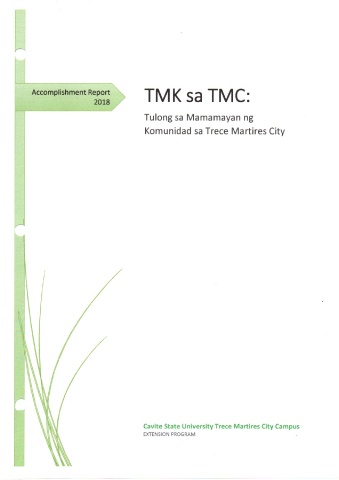 Accomplishment Report
2018
TMK sa TMC:
Tulong sa Mamamayan ng
Komunidad sa Trece Martires City
Cavite State University Trece Martires City Campus
EXTENSION PROGRAM